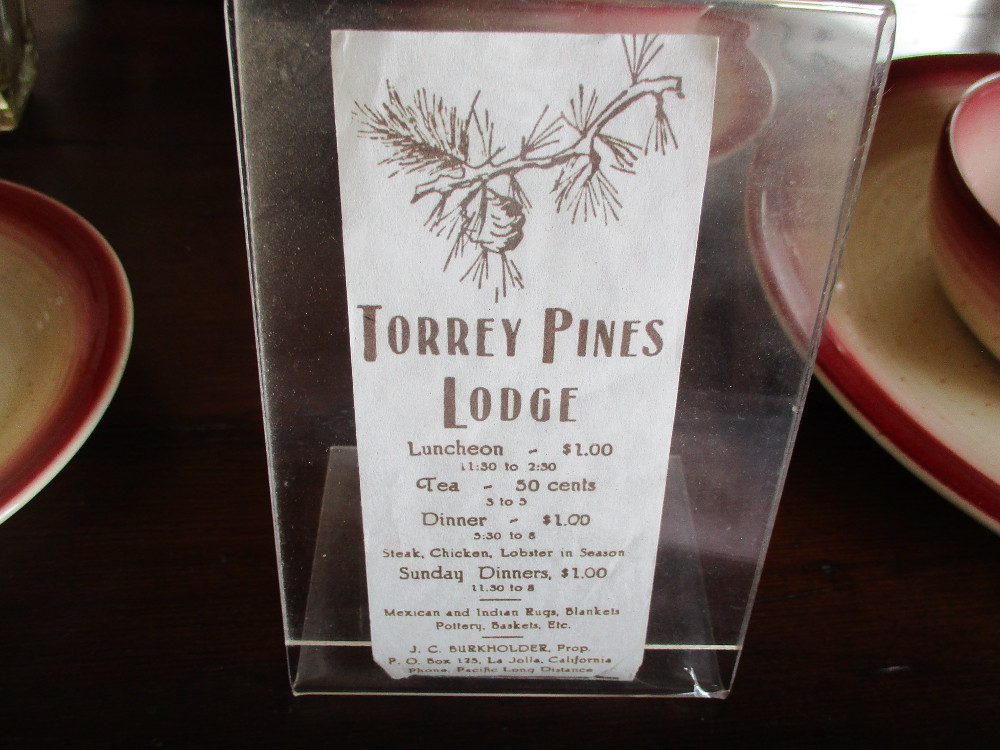 TORREY PINES
LODGE
Luncheon - $1.00
11:30 to 2:30
Tea - 50 cents
3 to 5
Dinner - $1.00
5:30 to 8
Steak, Chicken, Lobster in Season
Sunday Dinners, $1.00
11.30 to 8
Mexican and Indian Rugs, Blankets
Pottery, Baskets, Etc.
J. C. BURKHOLDER, Prop.
P. O. Box 125, La Jolla, California
Phone, Pacific Long Distance